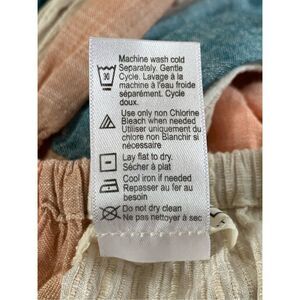 Machine wash cold
Separately. Gentle
Cycle. Lavage à la
machine à l'eau froide
séparément. Cycle
doux.
Use only non Chlorine
Bleach when needed
Utiliser uniquement du
chlore non Blanchir si
nécessaire
Lay flat to dry.
Sécher à plat
Cool iron if needed
Repasser au fer au
besoin
Do not dry clean
Ne pas nettoyer à sec